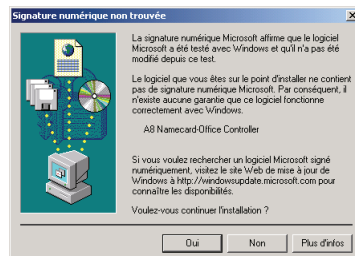 Signature numérique non trouvée
La signature numérique Microsoft affirme que le logiciel
Microsoft a été testé avec Windows et qu'il n'a pas été
modifié depuis ce test.
Le logiciel que vous êtes sur le point d'installer ne contient
pas de signature numérique Microsoft. Par conséquent, il
n'existe aucune garantie que ce logiciel fonctionne
correctement avec Windows.
A8 Namecard-Office Controller
Si vous voulez rechercher un logiciel Microsoft signé
numériquement, visitez le site Web de mise à jour de
Windows à http://windowsupdate.microsoft.com pour
connaître les disponibilités.
Voulez-vous continuer l'installation ?
Oui
Non
Plus d'infos